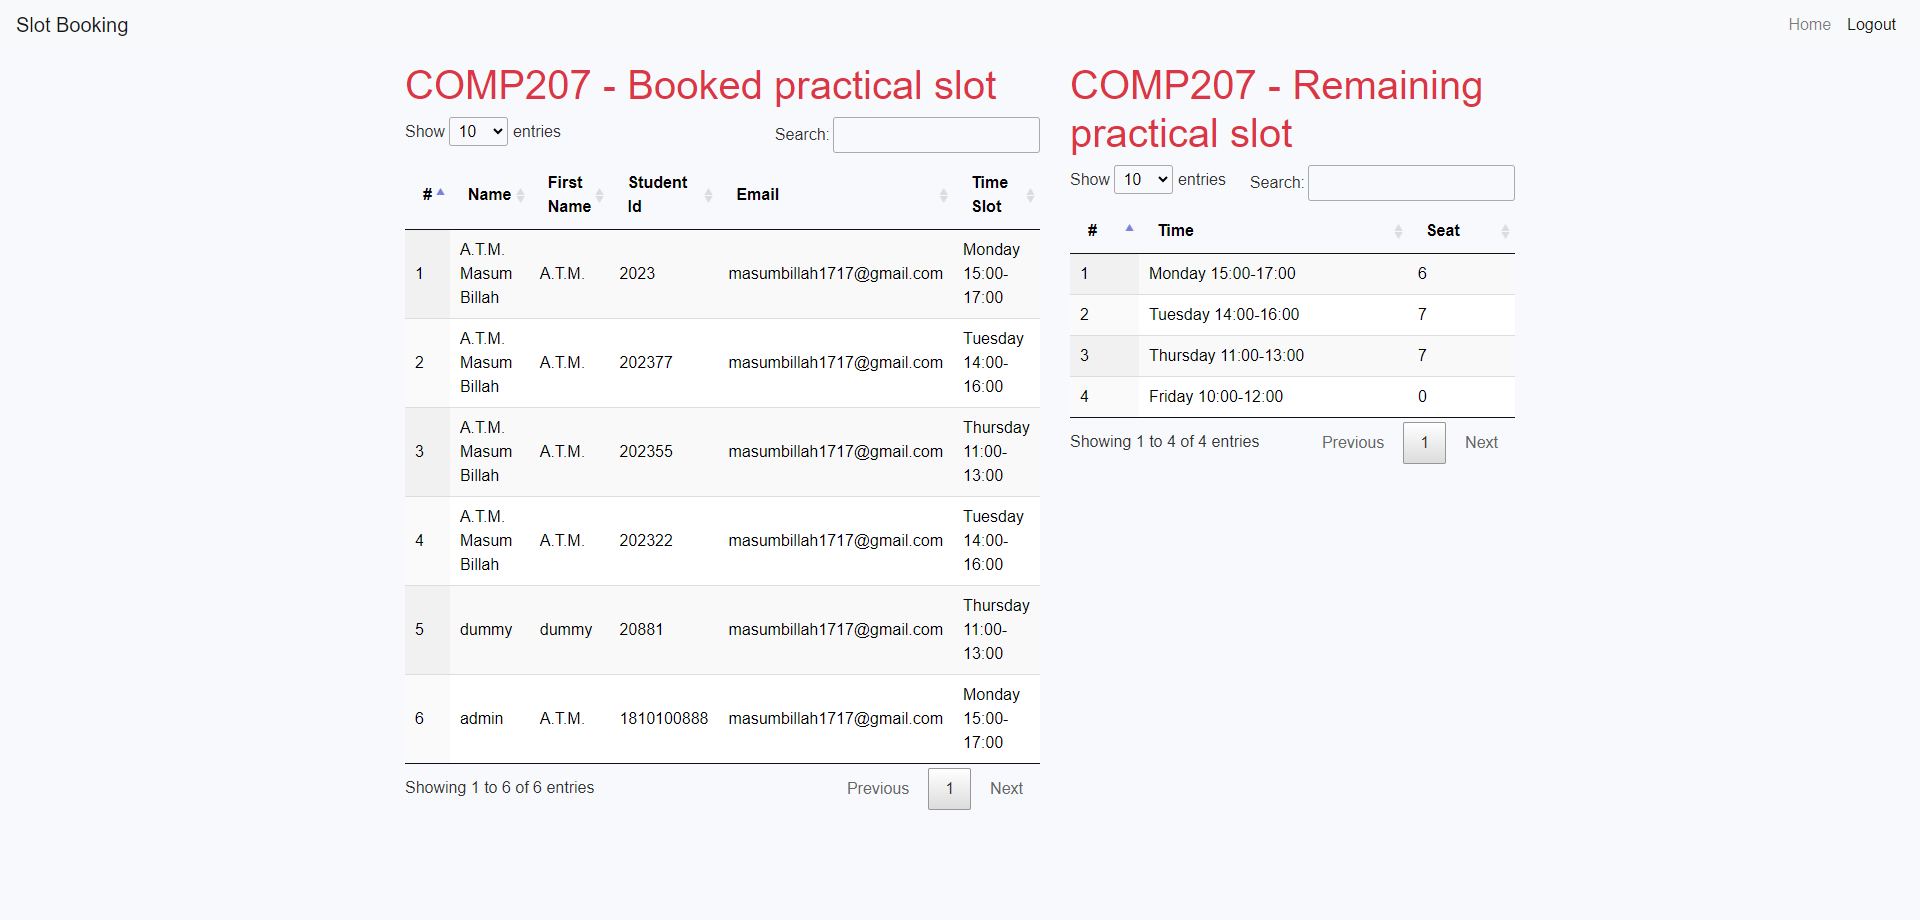 Slot Booking
Home Logout
COMP207 - Booked practical slot
Show 10 entries
Search:
# Name First Name Student Id Email Time Slot
1 A.T.M. Masum Billah A.T.M. 2023 masumbillah1717@gmail.com Monday 15:00-17:00
2 A.T.M. Masum Billah A.T.M. 202377 masumbillah1717@gmail.com Tuesday 14:00-16:00
3 A.T.M. Masum Billah A.T.M. 202355 masumbillah1717@gmail.com Thursday 11:00-13:00
4 A.T.M. Masum Billah A.T.M. 202322 masumbillah1717@gmail.com Tuesday 14:00-16:00
5 dummy dummy 20881 masumbillah1717@gmail.com Thursday 11:00-13:00
6 admin A.T.M. 1810100888 masumbillah1717@gmail.com Monday 15:00-17:00
Showing 1 to 6 of 6 entries
Previous 1 Next
COMP207 - Remaining
practical slot
Show 10 entries
Search:
# Time Seat
1 Monday 15:00-17:00 6
2 Tuesday 14:00-16:00 7
3 Thursday 11:00-13:00 7
4 Friday 10:00-12:00 0
Showing 1 to 4 of 4 entries
Previous 1 Next